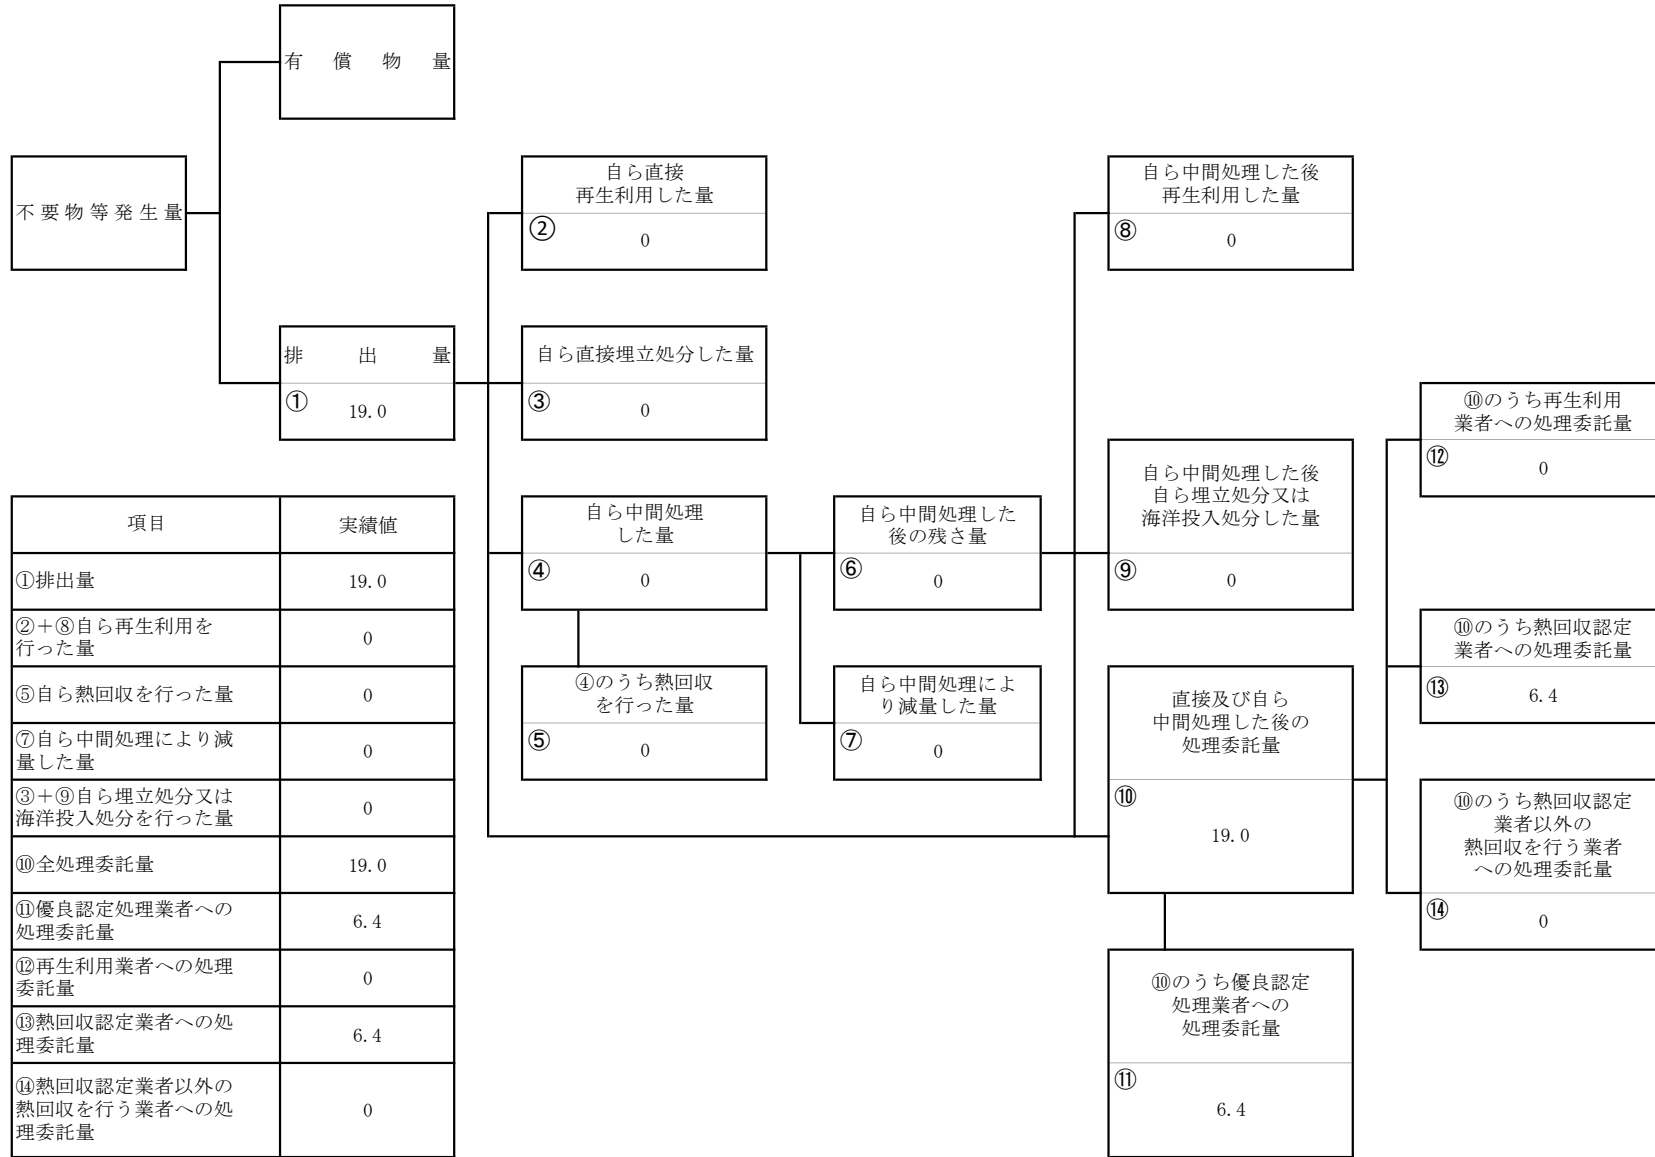 有償物量
不要物等発生量
排出量
①
19.0
自ら直接
再生利用した量
②
0
自ら直接埋立処分した量
③
0
自ら中間処理
した量
④
0
④のうち熱回収
を行った量
⑤
0
自ら中間処理した
後の残さ量
⑥
0
自ら中間処理によ
り減量した量
⑦
0
自ら中間処理した後
再生利用した量
⑧
0
自ら中間処理した後
自ら埋立処分又は
海洋投入処分した量
⑨
0
直接及び自ら
中間処理した後の
処理委託量
⑩
19.0
⑩のうち優良認定
処理業者への
処理委託量
⑪
6.4
⑩のうち再生利用
業者への処理委託量
⑫
0
⑩のうち熱回収認定
業者への処理委託量
⑬
6.4
⑩のうち熱回収認定
業者以外の
熱回収を行う業者
への処理委託量
⑭
0
項目 実績値
①排出量 19.0
②+⑧自ら再生利用を
行った量 0
⑤自ら熱回収を行った量 0
⑦自ら中間処理により減
量した量 0
③+⑨自ら埋立処分又は
海洋投入処分を行った量 0
⑩全処理委託量 19.0
⑪優良認定処理業者への
処理委託量 6.4
⑫再生利用業者への処理
委託量 0
⑬熱回収認定業者への処
理委託量 6.4
⑭熱回収認定業者以外の
熱回収を行う業者への処
理委託量 0